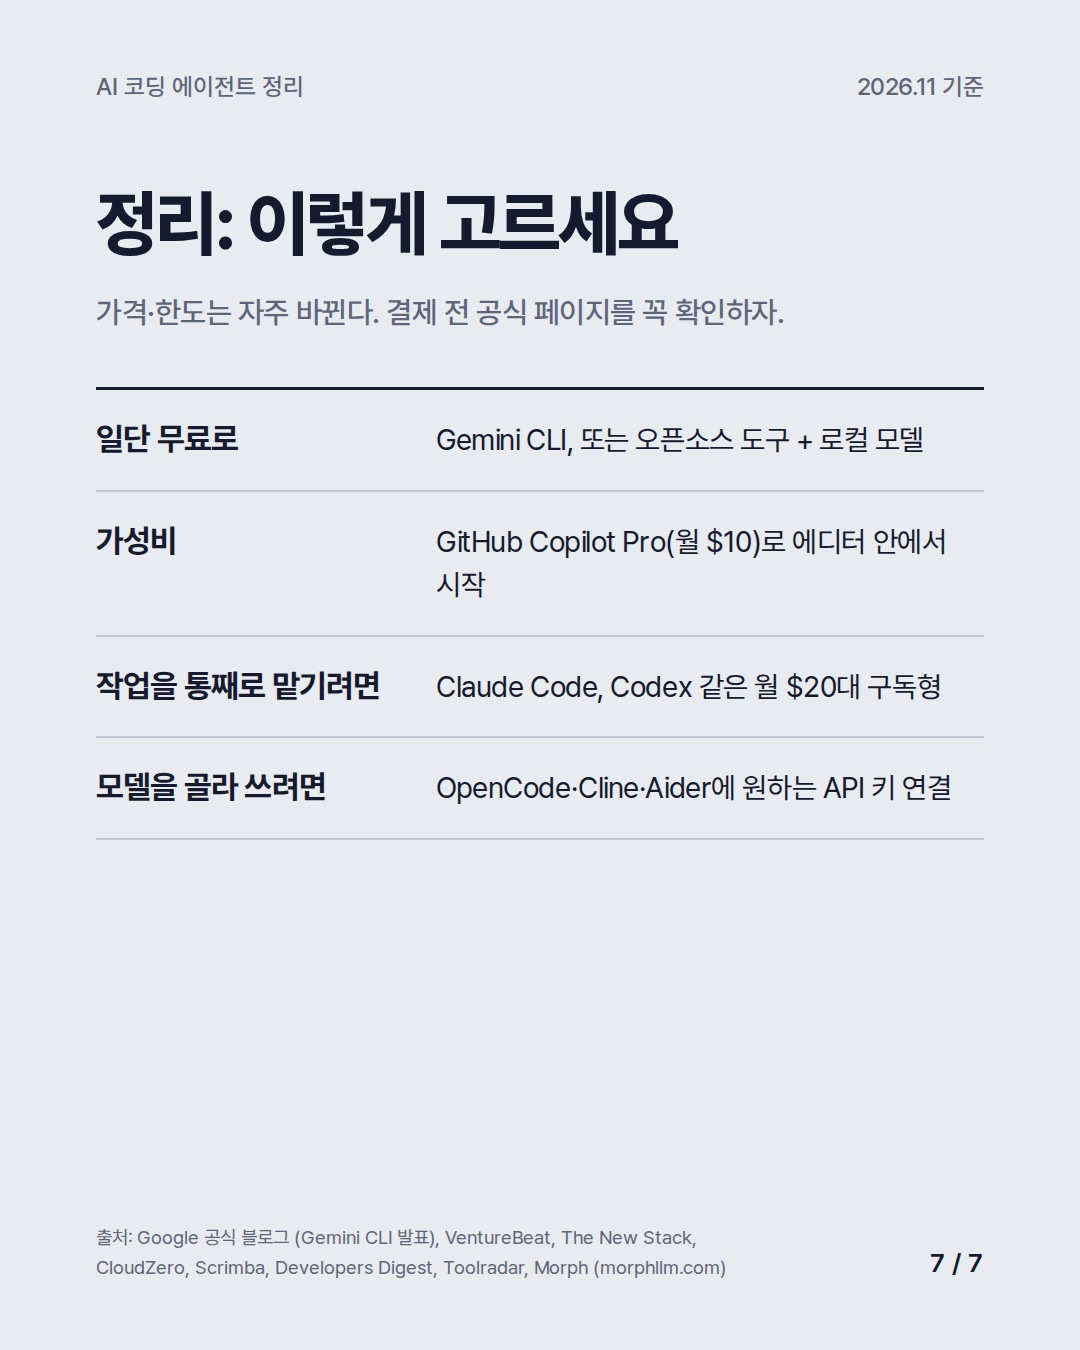 AI 코딩 에이전트 정리
2026.11 기준
정리: 이렇게 고르세요
가격·한도는 자주 바뀐다. 결제 전 공식 페이지를 꼭 확인하자.
일단 무료로
Gemini CLI, 또는 오픈소스 도구 + 로컬 모델
가성비
GitHub Copilot Pro(월 $10)로 에디터 안에서
시작
작업을 통째로 맡기려면
Claude Code, Codex 같은 월 $20대 구독형
모델을 골라 쓰려면
OpenCode·Cline·Aider에 원하는 API 키 연결
출처: Google 공식 블로그 (Gemini CLI 발표), VentureBeat, The New Stack,
CloudZero, Scrimba, Developers Digest, Toolradar, Morph (morphllm.com)
7 / 7